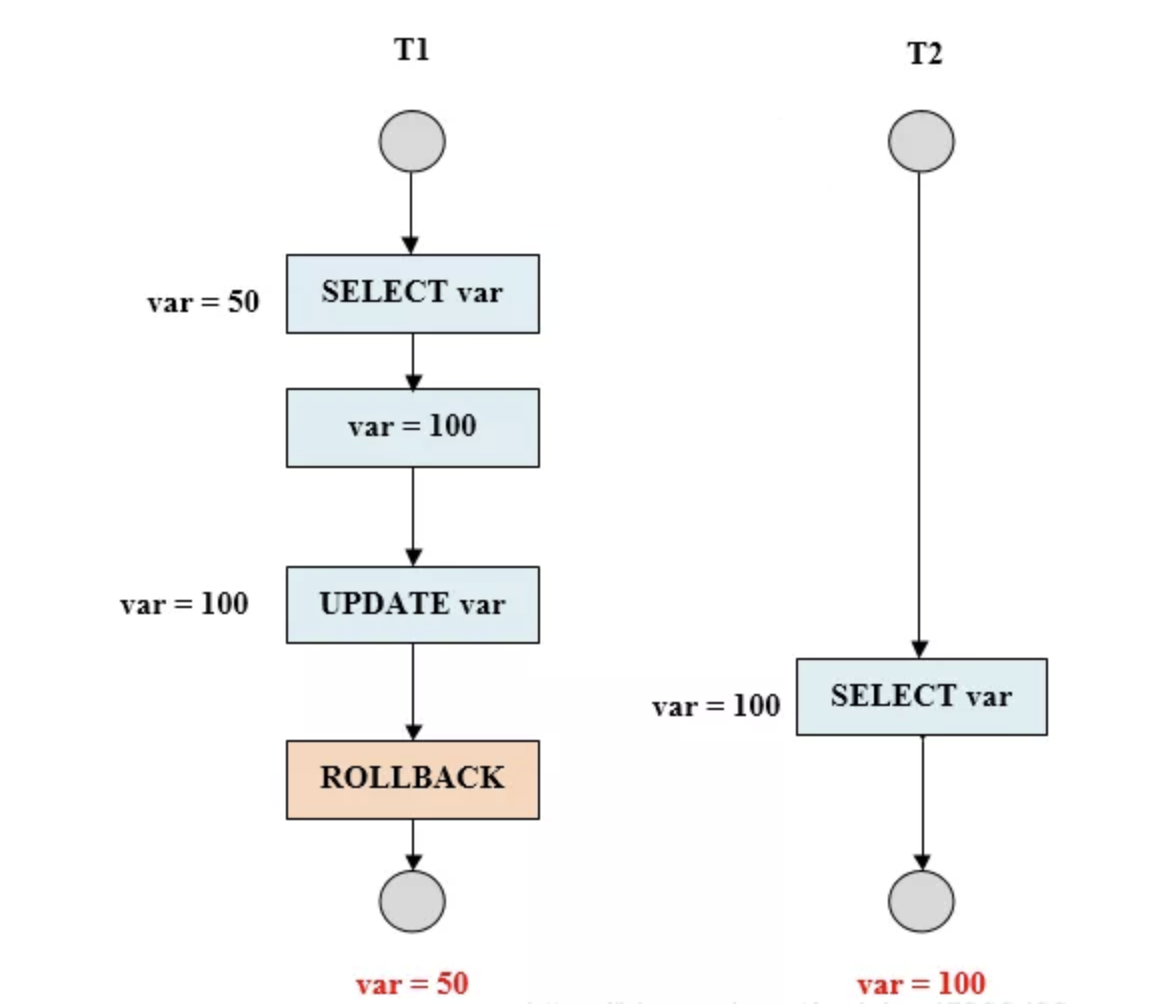 T1
T2
SELECT var
var = 50
var = 100
UPDATE var
var = 100
SELECT var
var = 100
ROLLBACK
var = 50
var = 100